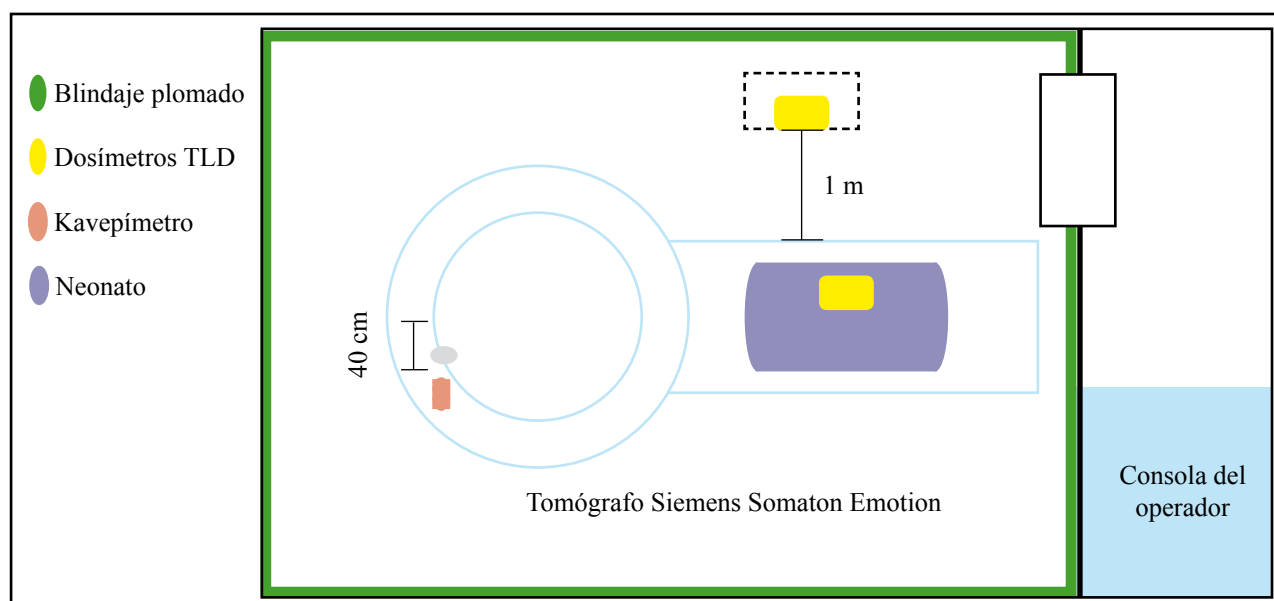 Blindaje plomado
Dosímetros TLD
Kavepímetro
Neonato
1 m
40 cm
Tomógrafo Siemens Somaton Emotion
Consola del
operador